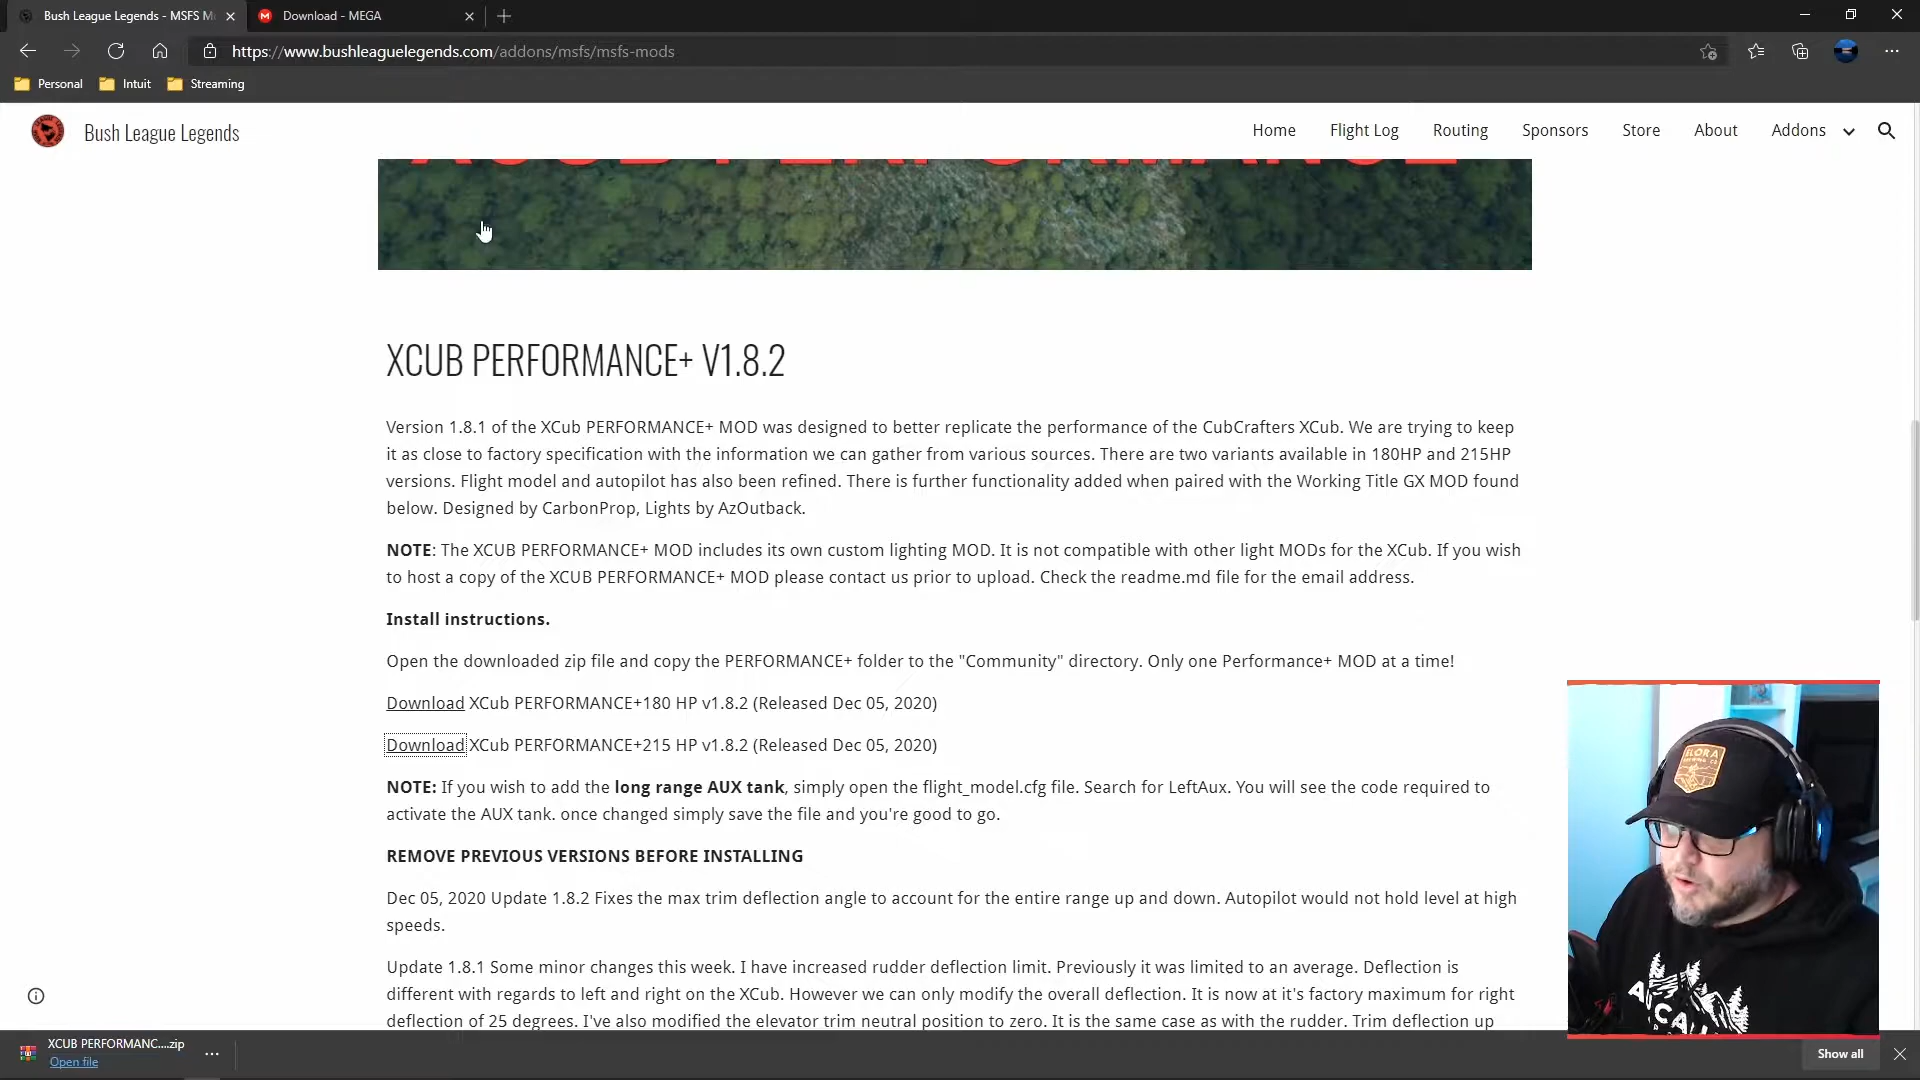 Bush League Legends - MSFS M
Download - MEGA
https://www.bushleaguelegends.com/addons/msfs/msfs-mods
Personal Intuit Streaming
Bush League Legends
Home Flight Log Routing Sponsors Store About Addons
XCUB PERFORMANCE
XCUB PERFORMANCE+ V1.8.2
Version 1.8.1 of the XCub PERFORMANCE+ MOD was designed to better replicate the performance of the CubCrafters XCub. We are trying to keep
it as close to factory specification with the information we can gather from various sources. There are two variants available in 180HP and 215HP
versions. Flight model and autopilot has also been refined. There is further functionality added when paired with the Working Title GX MOD found
below. Designed by CarbonProp, Lights by AzOutback.
NOTE: The XCUB PERFORMANCE+ MOD includes its own custom lighting MOD. It is not compatible with other light MODs for the XCub. If you wish
to host a copy of the XCUB PERFORMANCE+ MOD please contact us prior to upload. Check the readme.md file for the email address.
Install instructions.
Open the downloaded zip file and copy the PERFORMANCE+ folder to the "Community" directory. Only one Performance+ MOD at a time!
Download XCub PERFORMANCE+180 HP v1.8.2 (Released Dec 05, 2020)
Download XCub PERFORMANCE+215 HP v1.8.2 (Released Dec 05, 2020)
NOTE: If you wish to add the long range AUX tank, simply open the flight_model.cfg file. Search for LeftAux. You will see the code required to
activate the AUX tank. once changed simply save the file and you're good to go.
REMOVE PREVIOUS VERSIONS BEFORE INSTALLING
Dec 05, 2020 Update 1.8.2 Fixes the max trim deflection angle to account for the entire range up and down. Autopilot would not hold level at high
speeds.
Update 1.8.1 Some minor changes this week. I have increased rudder deflection limit. Previously it was limited to an average. Deflection is
different with regards to left and right on the XCub. However we can only modify the overall deflection. It is now at it's factory maximum for right
deflection of 25 degrees. I've also modified the elevator trim neutral position to zero. It is the same case as with the rudder. Trim deflection up
ELORA
XCUB PERFORMANC....zip
Open file
Show all